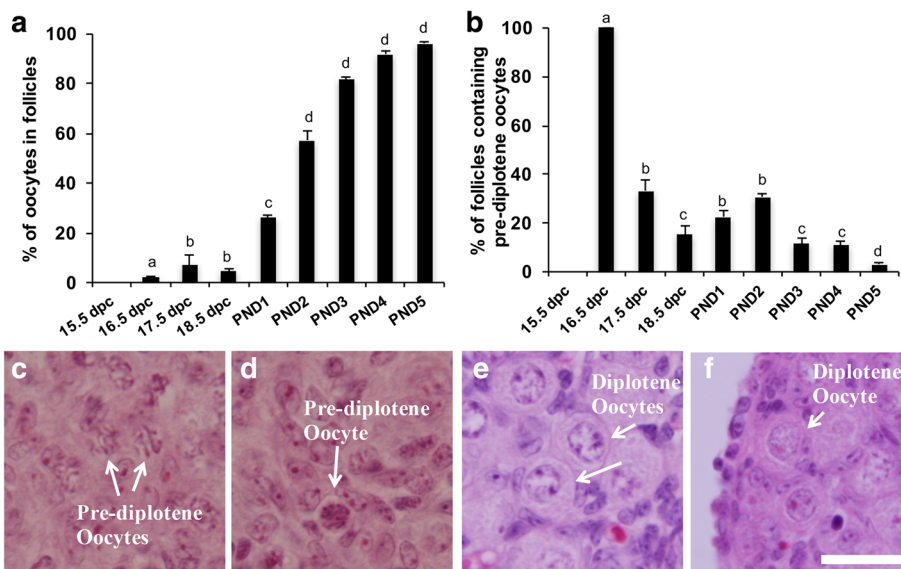 a
% of oocytes in follicles
100
80
60
40
20
0
a
b
b
c
d
d
d
d
15.5 dpc
16.5 dpc
17.5 dpc
18.5 dpc
PND1
PND2
PND3
PND4
PND5
b
% of follicles containing
pre-diplotene oocytes
100
80
60
40
20
0
a
b
c
b
b
c
c
d
15.5 dpc
16.5 dpc
17.5 dpc
18.5 dpc
PND1
PND2
PND3
PND4
PND5
c
Pre-diplotene
Oocytes
d
Pre-diplotene
Oocyte
e
Diplotene
Oocytes
f
Diplotene
Oocyte